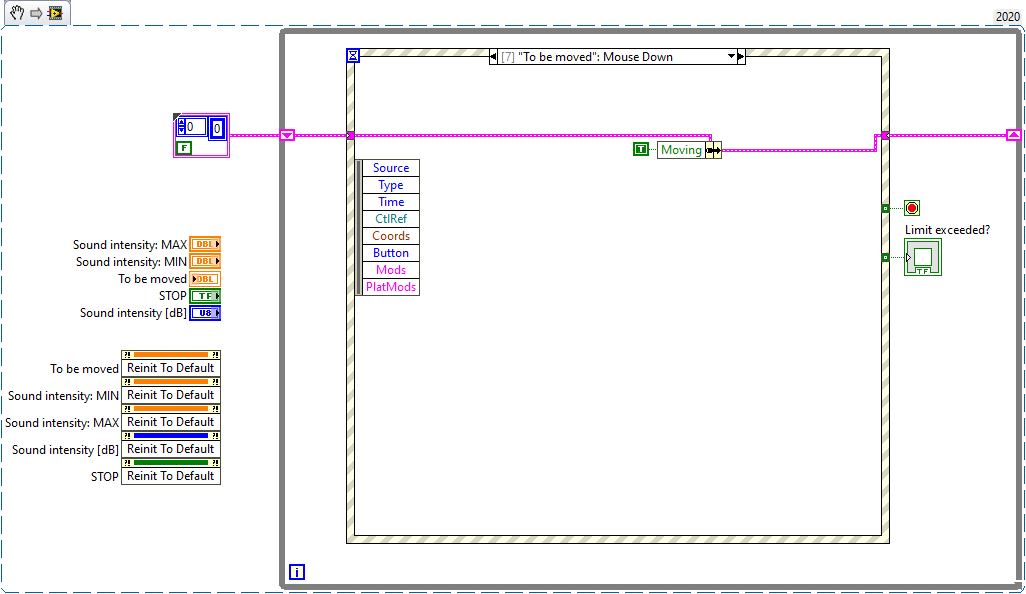 2020
[7] "To be moved": Mouse Down
0
0
F
T
Moving
Source
Type
Time
CtlRef
Coords
Button
Mods
PlatMods
Limit exceeded?
TF
Sound intensity: MAX DBL
Sound intensity: MIN DBL
To be moved DBL
STOP TF
Sound intensity [dB] U8
?! ?!
To be moved Reinit To Default
?! ?!
Sound intensity: MIN Reinit To Default
?! ?!
Sound intensity: MAX Reinit To Default
?! ?!
Sound intensity [dB] Reinit To Default
?! ?!
STOP Reinit To Default
i